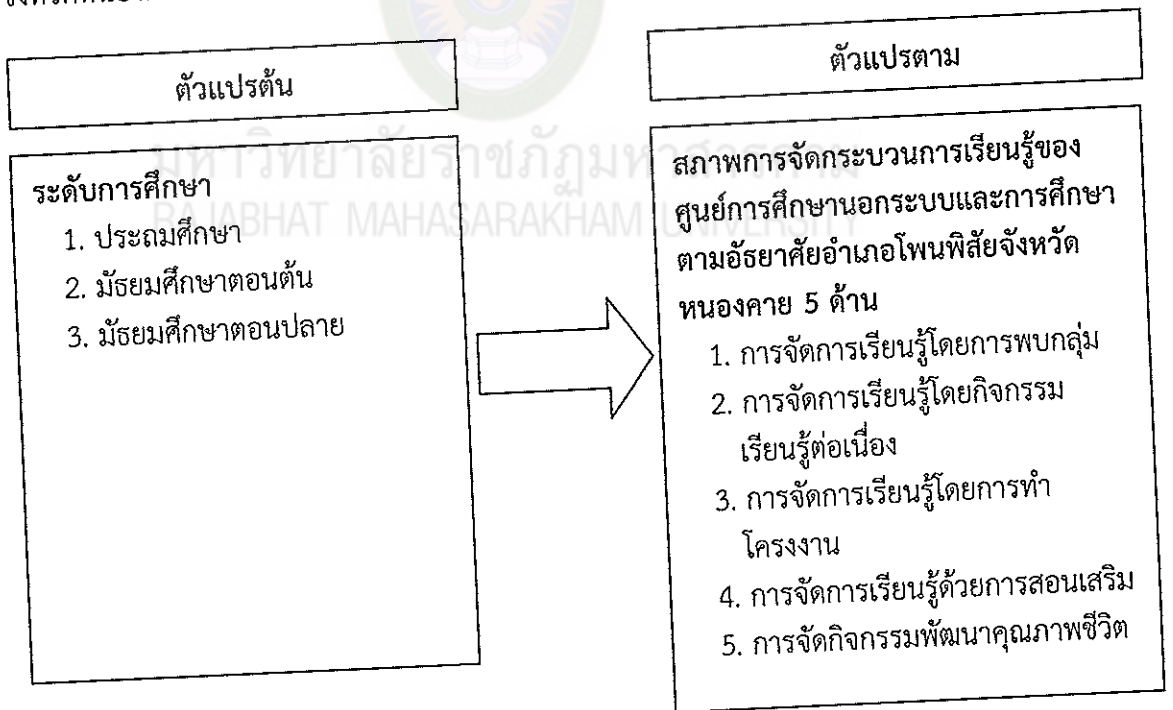 ตัวแปรต้น
ตัวแปรตาม
มหาวิทยาลัยราชภัฏมหาสารคาม
RAJABHAT MAHASARAKHAM UNIVERSITY
ระดับการศึกษา
1. ประถมศึกษา
2. มัธยมศึกษาตอนต้น
3. มัธยมศึกษาตอนปลาย
สภาพการจัดกระบวนการเรียนรู้ของ
ศูนย์การศึกษานอกระบบและการศึกษา
ตามอัธยาศัยอำเภอโพนพิสัยจังหวัด
หนองคาย 5 ด้าน
1. การจัดการเรียนรู้โดยการพบกลุ่ม
2. การจัดการเรียนรู้โดยกิจกรรม
เรียนรู้ต่อเนื่อง
3. การจัดการเรียนรู้โดยการทำ
โครงงาน
4. การจัดการเรียนรู้ด้วยการสอนเสริม
5. การจัดกิจกรรมพัฒนาคุณภาพชีวิต